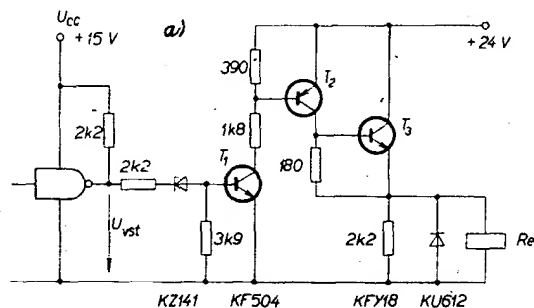 Ucc
+15 V
a)
+24 V
390
T2
2k2
1k8
T3
2k2
T1
180
Uvst
3k9
2k2
Re
KZ141 KF504 KFY18 KU612